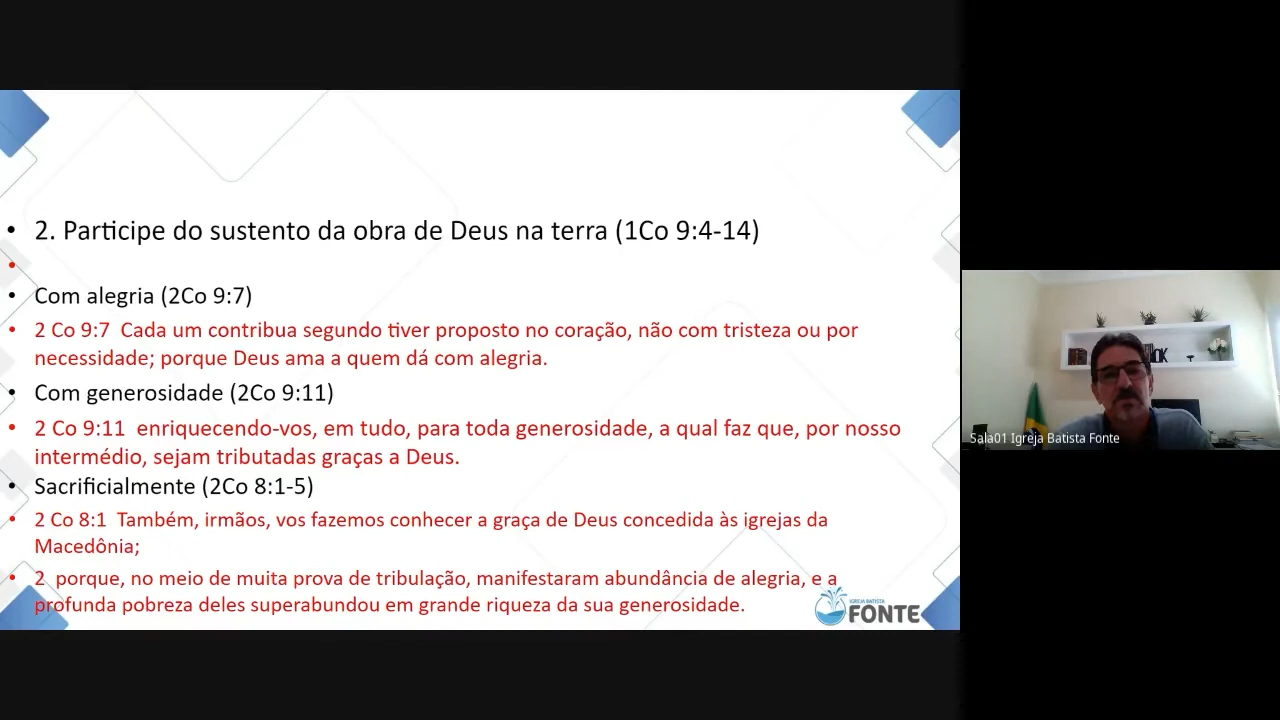 • 2. Participe do sustento da obra de Deus na terra (1Co 9:4-14)
•
• Com alegria (2Co 9:7)
• 2 Co 9:7 Cada um contribua segundo tiver proposto no coração, não com tristeza ou por
necessidade; porque Deus ama a quem dá com alegria.
• Com generosidade (2Co 9:11)
• 2 Co 9:11 enriquecendo-vos, em tudo, para toda generosidade, a qual faz que, por nosso
intermédio, sejam tributadas graças a Deus.
• Sacrificialmente (2Co 8:1-5)
• 2 Co 8:1 Também, irmãos, vos fazemos conhecer a graça de Deus concedida às igrejas da
Macedônia;
• 2 porque, no meio de muita prova de tribulação, manifestaram abundância de alegria, e a
profunda pobreza deles superabundou em grande riqueza da sua generosidade.
IGREJA BATISTA
FONTE
Sala01 Igreja Batista Fonte